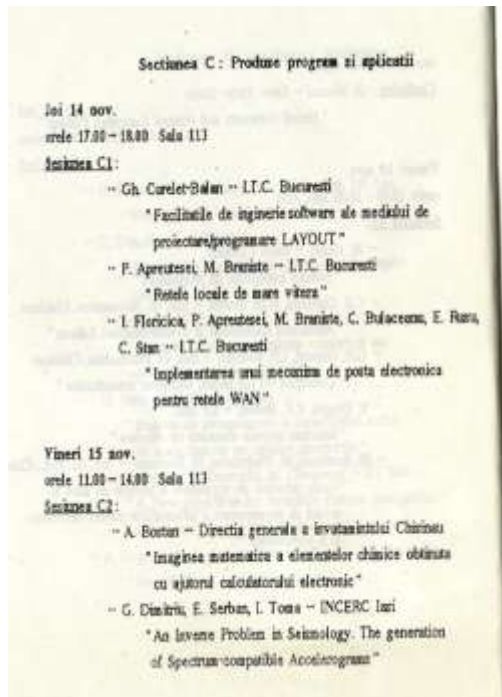 Sectiunea C : Produse program si aplicatii
Joi 14 nov.
orele 17.00 - 18.00 Sala 113
Sesiunea C1:
-- Gh. Curelet-Balan -- I.T.C. Bucuresti
"Facilitatile de inginerie software ale mediului de
proiectare/programare LAYOUT"
-- P. Apreutesei, M. Braniste -- I.T.C. Bucuresti
"Retele locale de mare viteza"
-- I. Floricica, P. Apreutesei, M. Braniste, C. Bulaceanu, E. Rusu,
C. Stan -- I.T.C. Bucuresti
"Implementarea unui mecanism de posta electronica
pentru retele WAN"
Vineri 15 nov.
orele 11.00 - 14.00 Sala 113
Sesiunea C2:
-- A. Bostan -- Directia generala a invatamintului Chisinau
"Imaginea matematica a elementelor chimice obtinuta
cu ajutorul calculatorului electronic"
-- G. Dimitriu, E. Serban, I. Toma -- INCERC Iasi
"An Inverse Problem in Seismology. The generation
of Spectrum-compatible Accelerograms"